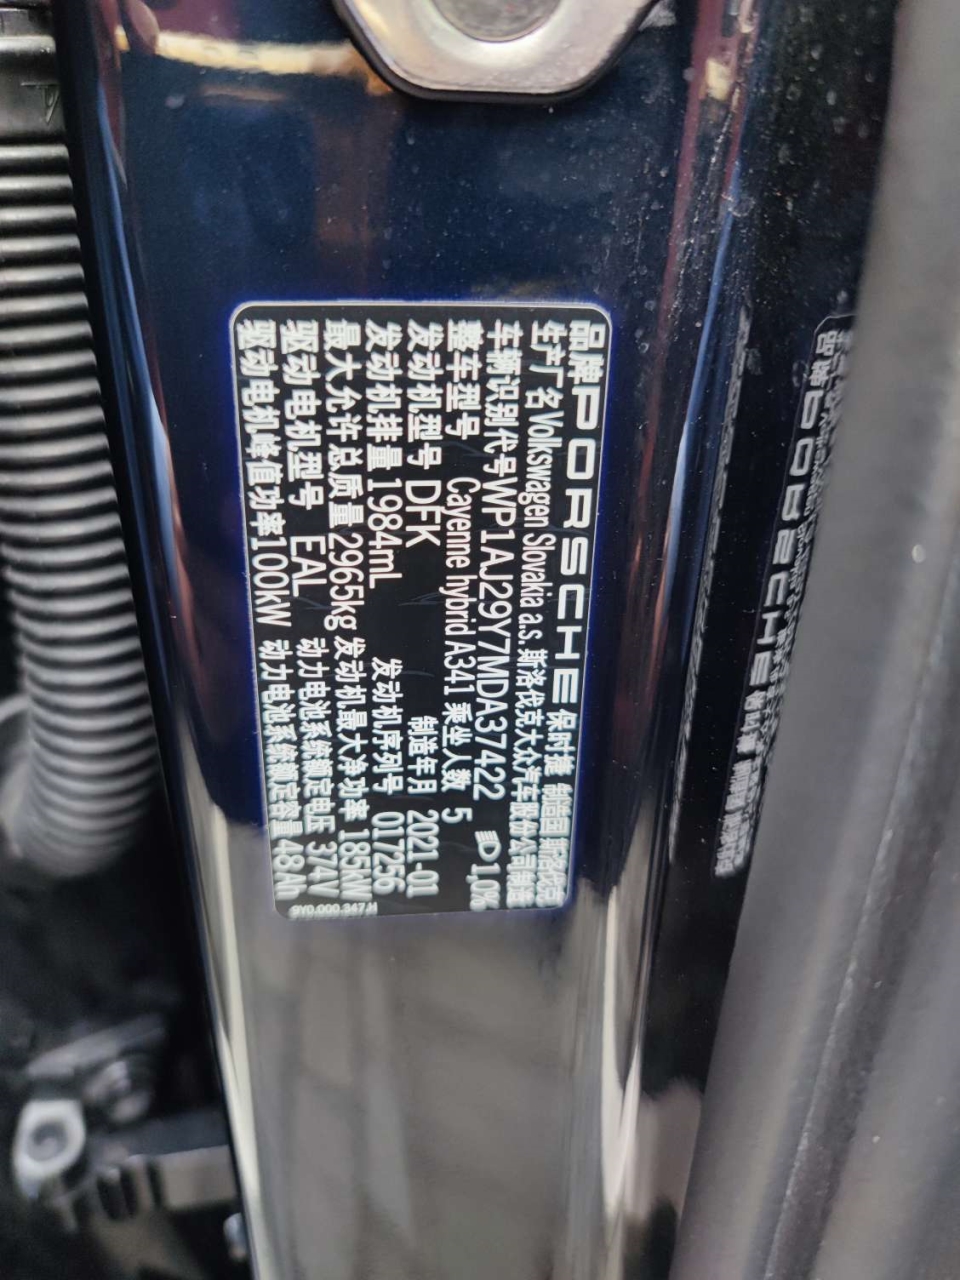 品牌 PORSCHE 保时捷 制造国 斯洛伐克
生产厂名 Volkswagen Slovakia a.s. 斯洛伐克大众汽车股份公司制造
车辆识别代号 WP1AJ29Y7MDA37422 1,0%
整车型号 Cayenne hybrid A341 乘坐人数 5
发动机型号 DFK 制造年月 2021-01
发动机排量 1984mL 发动机序列号 017256
最大允许总质量 2965kg 发动机最大净功率 185kW
驱动电机型号 EAL 动力电池系统额定电压 374V
驱动电机峰值功率 100kW 动力电池系统额定容量 48Ah
9Y0.000.347.H